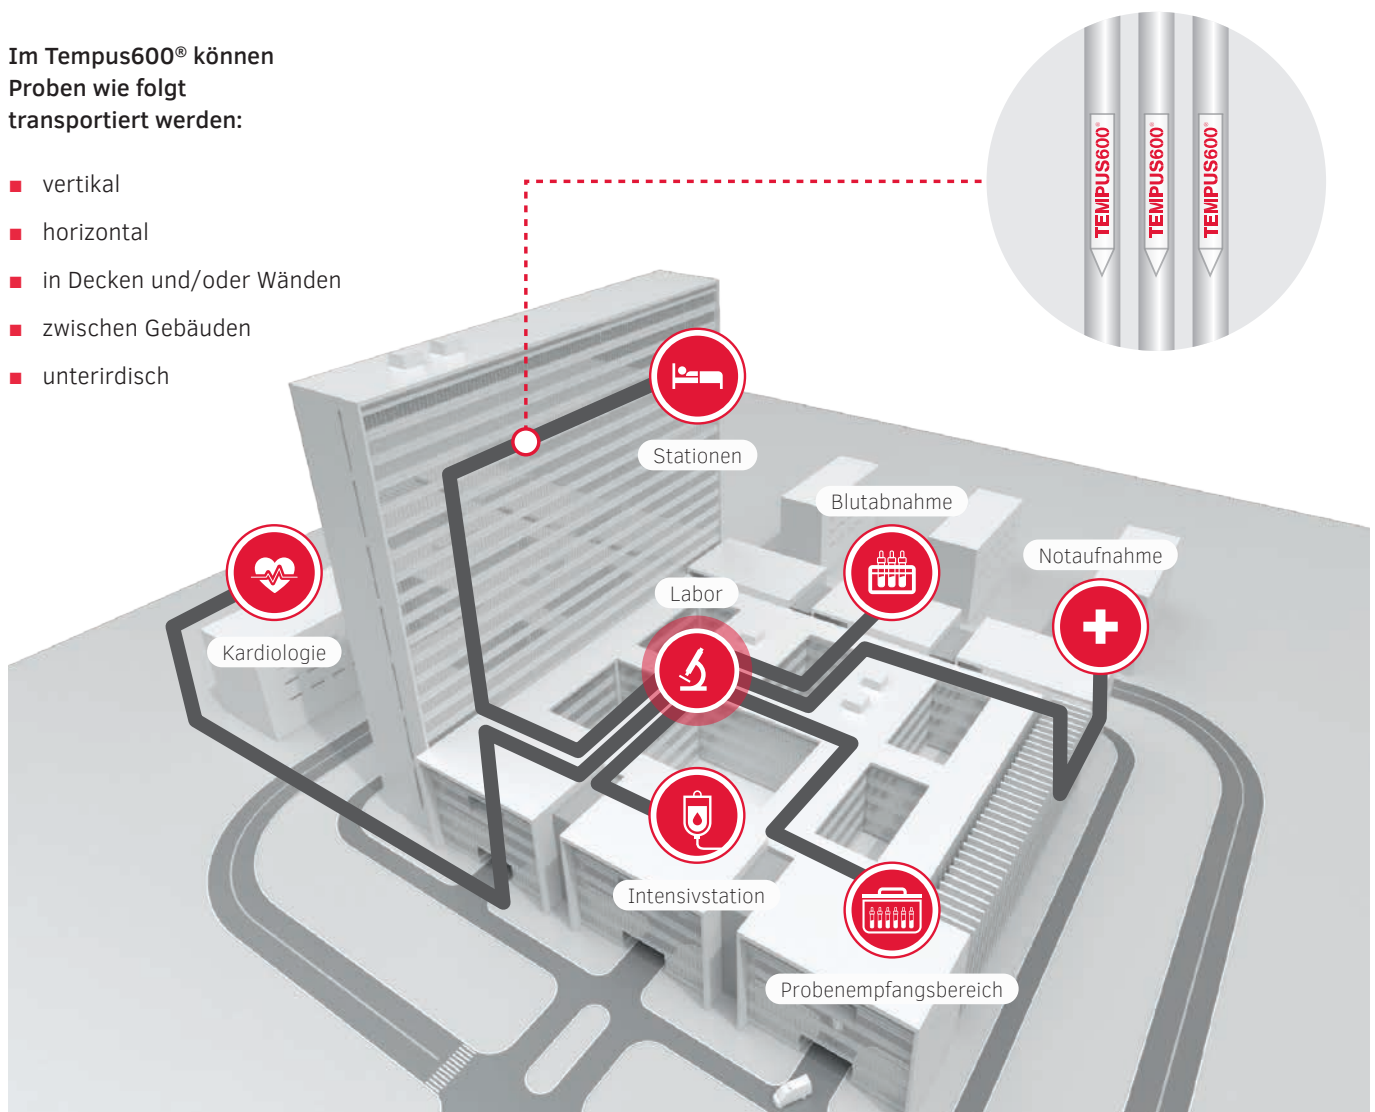 Im Tempus600® können
Proben wie folgt
transportiert werden:
vertikal
horizontal
in Decken und/oder Wänden
zwischen Gebäuden
unterirdisch
TEMPUS600®
TEMPUS600®
TEMPUS600®
Stationen
Blutabnahme
Notaufnahme
Labor
Kardiologie
Intensivstation
Probenempfangsbereich